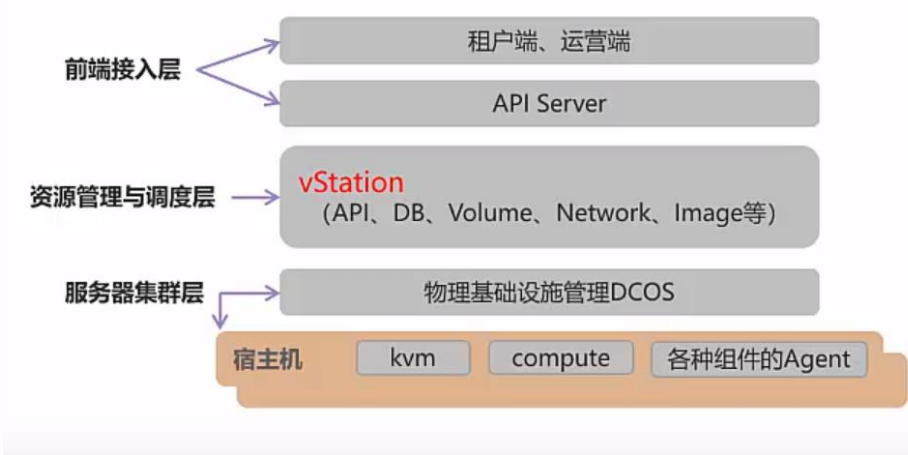 前端接入层
租户端、运营端
API Server
资源管理与调度层
vStation
（API、DB、Volume、Network、Image等）
服务器集群层
物理基础设施管理DCOS
宿主机
kvm
compute
各种组件的Agent